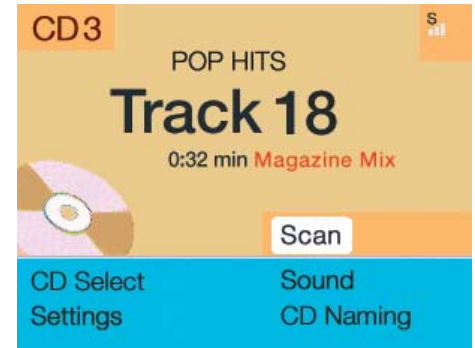 CD3
S
POP HITS
Track 18
0:32 min Magazine Mix
Scan
CD Select Sound
Settings CD Naming